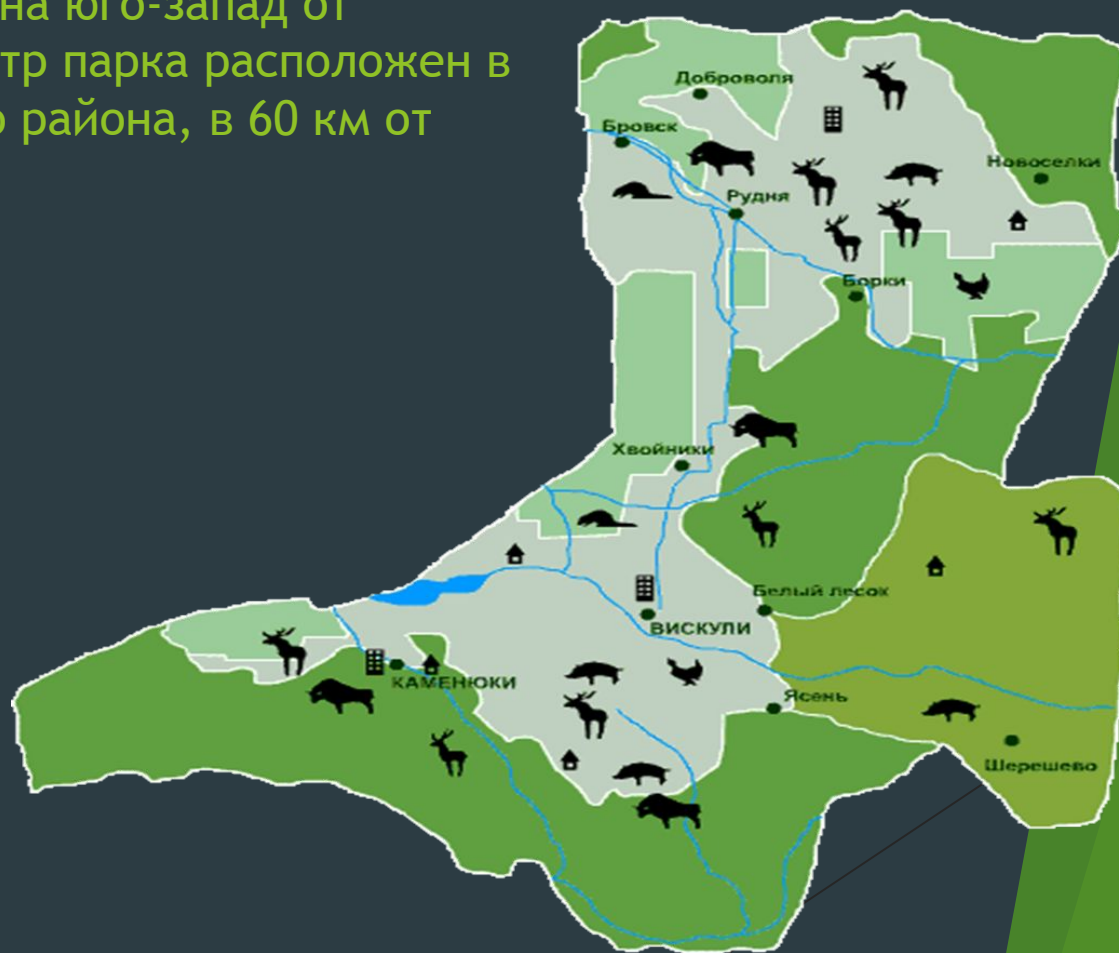 на юго-запад от
тр парка расположен в
о района, в 60 км от
Доброволя
Бровск
Новоселки
Рудня
Борки
Хвойники
Белый лесок
ВИСКУЛИ
КАМЕНЮКИ
Ясень
Шерешево